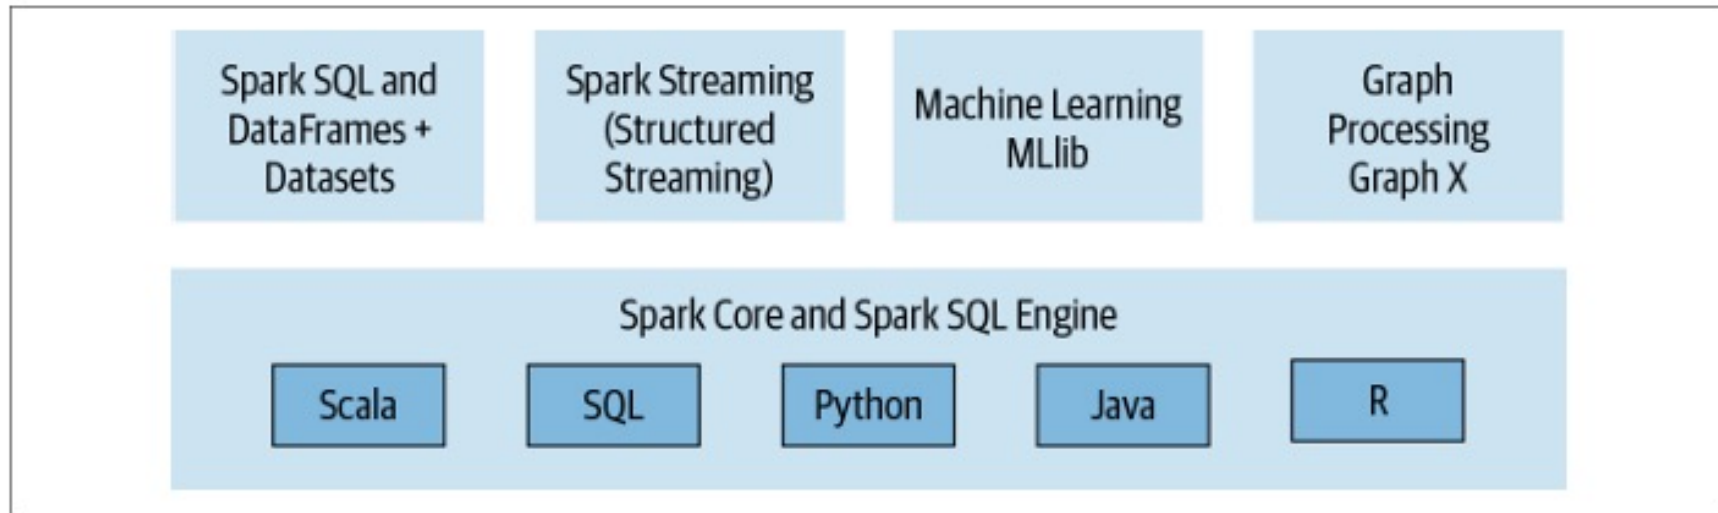 Spark SQL and
DataFrames +
Datasets
Spark Streaming
(Structured
Streaming)
Machine Learning
MLlib
Graph
Processing
Graph X
Spark Core and Spark SQL Engine
Scala
SQL
Python
Java
R